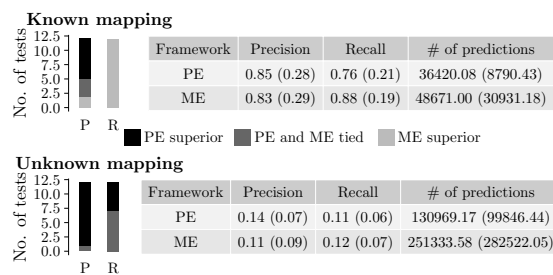 Known mapping
No. of tests
12.5
10.0
7.5
5.0
2.5
0.0
P R
Framework Precision Recall # of predictions
PE 0.85 (0.28) 0.76 (0.21) 36420.08 (8790.43)
ME 0.83 (0.29) 0.88 (0.19) 48671.00 (30931.18)
PE superior PE and ME tied ME superior
Unknown mapping
No. of tests
12.5
10.0
7.5
5.0
2.5
0.0
P R
Framework Precision Recall # of predictions
PE 0.14 (0.07) 0.11 (0.06) 130969.17 (99846.44)
ME 0.11 (0.09) 0.12 (0.07) 251333.58 (282522.05)